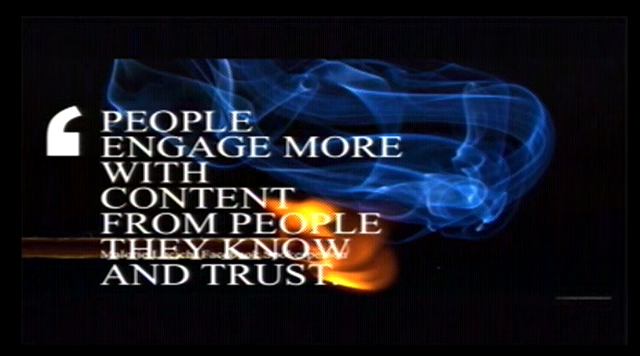 ‘
PEOPLE
ENGAGE MORE
WITH
CONTENT
FROM PEOPLE
THEY KNOW
AND TRUST.